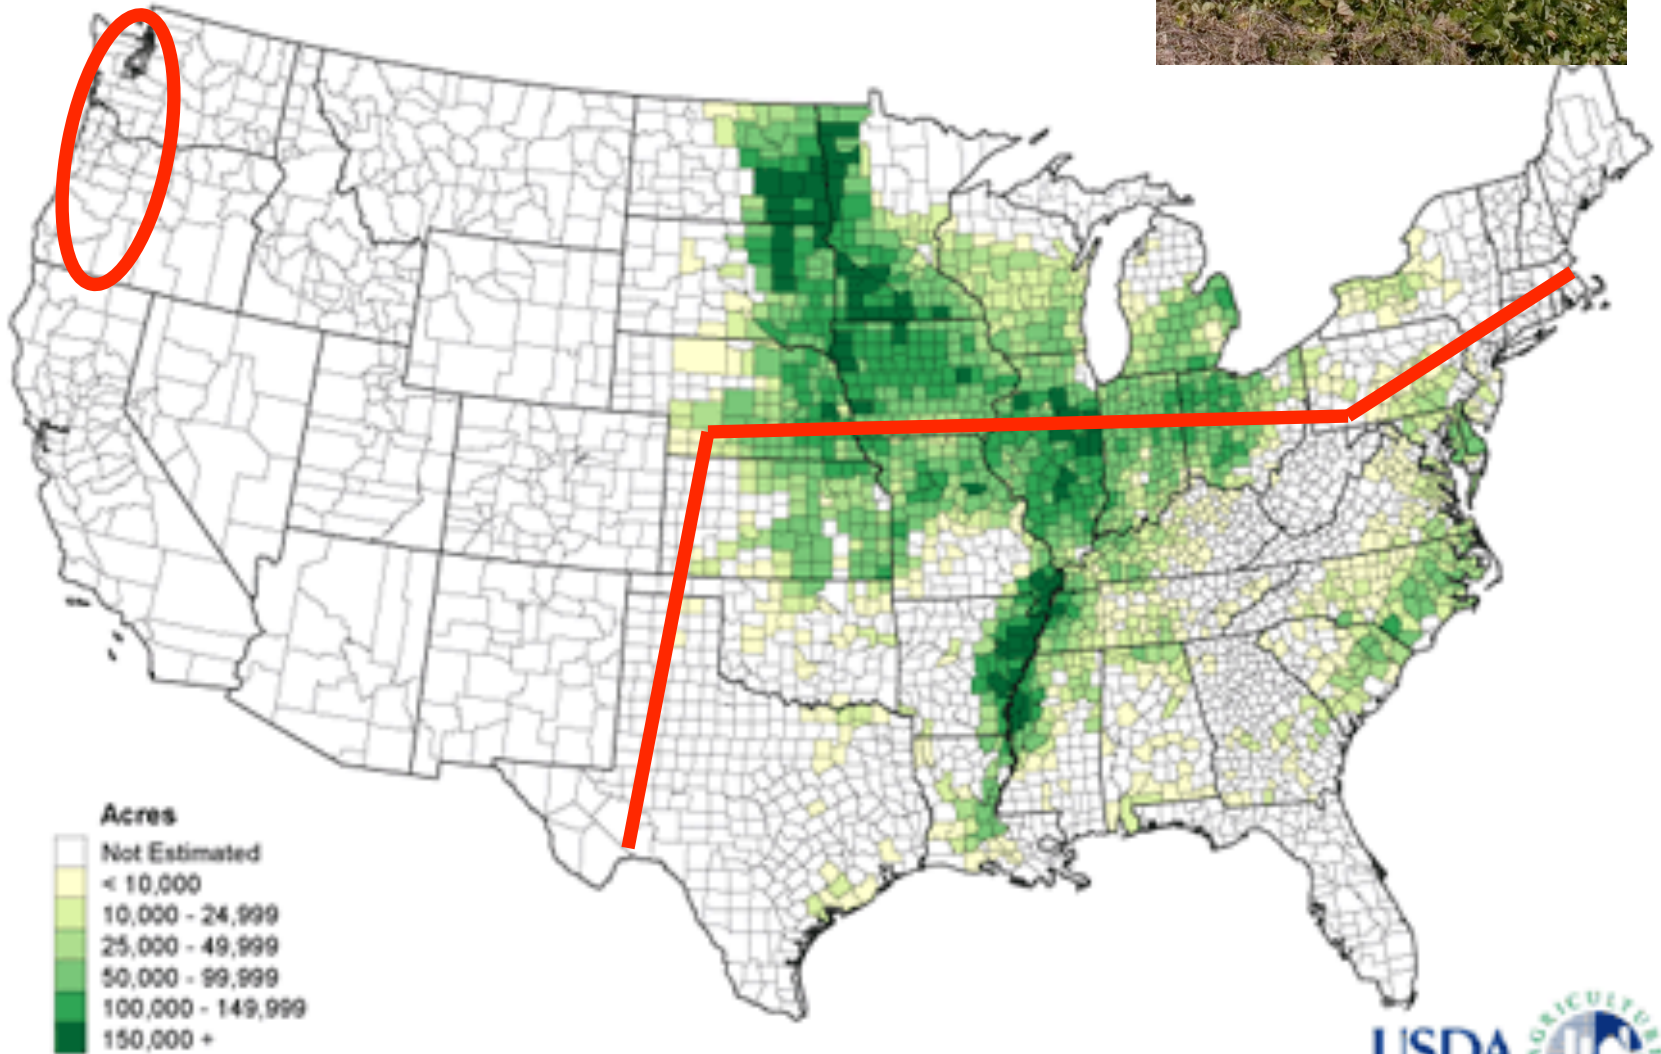 Acres
Not Estimated
< 10,000
10,000 - 24,999
25,000 - 49,999
50,000 - 99,999
100,000 - 149,999
150,000 +
USDA